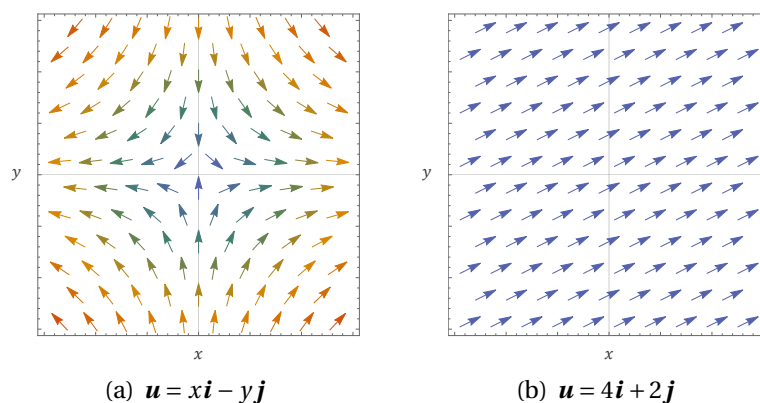 y
x
(a) u = xi − yj
y
x
(b) u = 4i + 2j